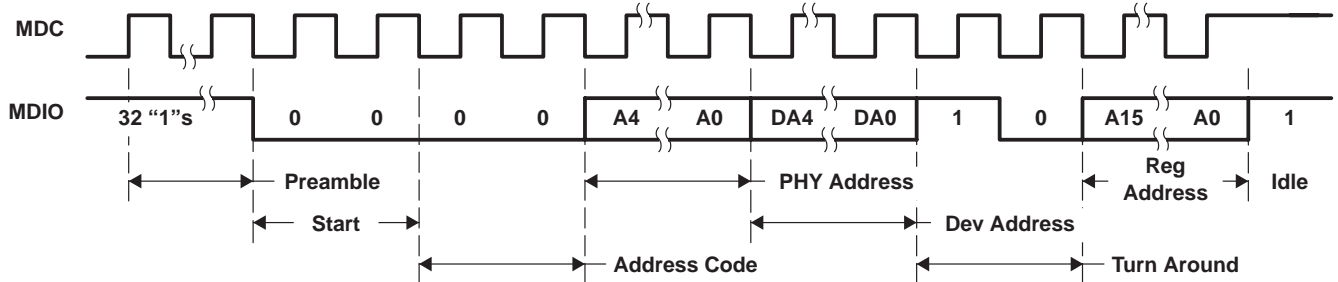 MDC
MDIO
32 “1”s 0 0 0 0 A4 A0 DA4 DA0 1 0 A15 A0 1
Preamble PHY Address Reg Address Idle
Start Dev Address
Address Code Turn Around